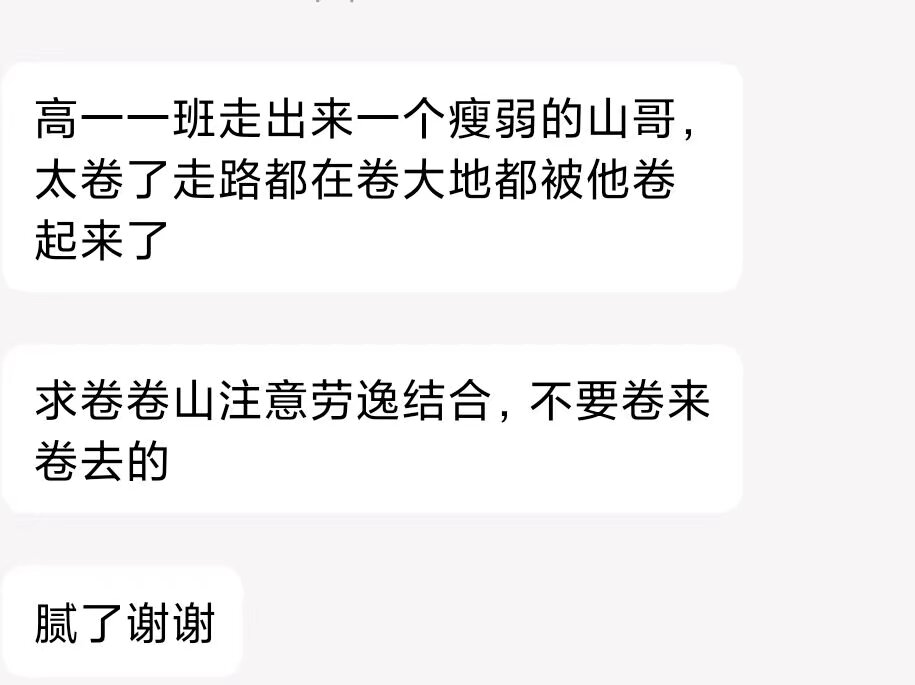 高一一班走出来一个瘦弱的山哥，
太卷了走路都在卷大地都被他卷
起来了
求卷卷山注意劳逸结合，不要卷来
卷去的
腻了谢谢